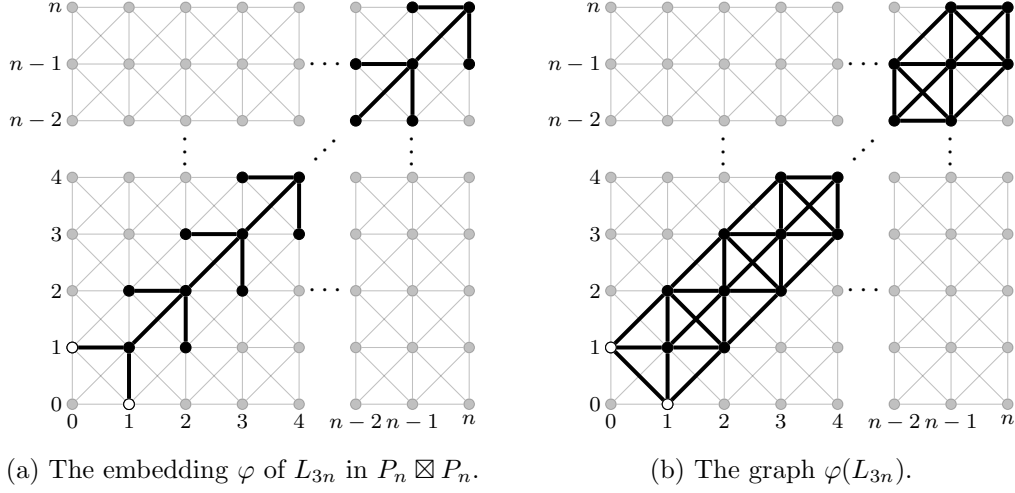 n n
n − 1 n − 1
n − 2 n − 2
4 4
3 3
2 2
1 1
0 0
0 1 2 3 4 n − 2 n − 1 n 0 1 2 3 4 n − 2 n − 1 n
(a) The embedding φ of L₃ₙ in Pₙ ⊠ Pₙ. (b) The graph φ(L₃ₙ).